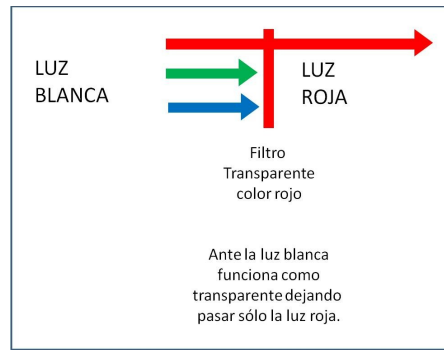 LUZ
BLANCA
LUZ
ROJA
Filtro
Transparente
color rojo
Ante la luz blanca
funciona como
transparente dejando
pasar sólo la luz roja.